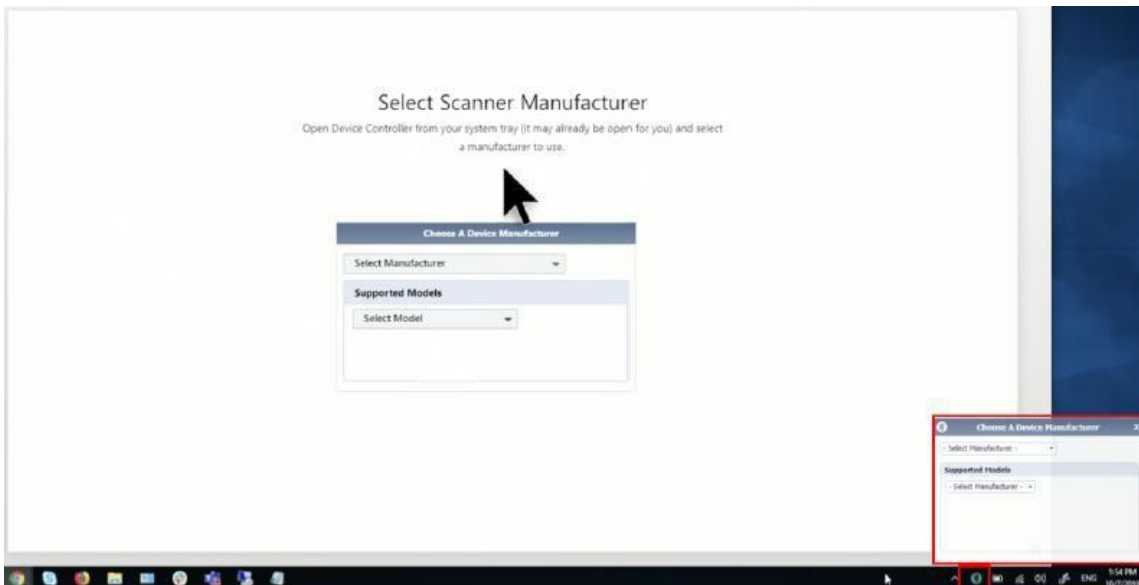 Select Scanner Manufacturer
Open Device Controller from your system tray (it may already be open for you) and select
a manufacturer to use.
Choose A Device Manufacturer
Select Manufacturer
Supported Models
Select Model
Choose A Device Manufacturer
- Select Manufacturer -
Supported Models
- Select Manufacturer -
ENG